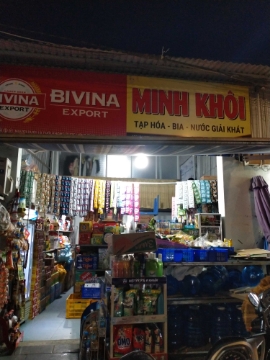 BIVINA
EXPORT
BIVINA
EXPORT
MINH KHÔI
TẠP HÓA - BIA - NƯỚC GIẢI KHÁT